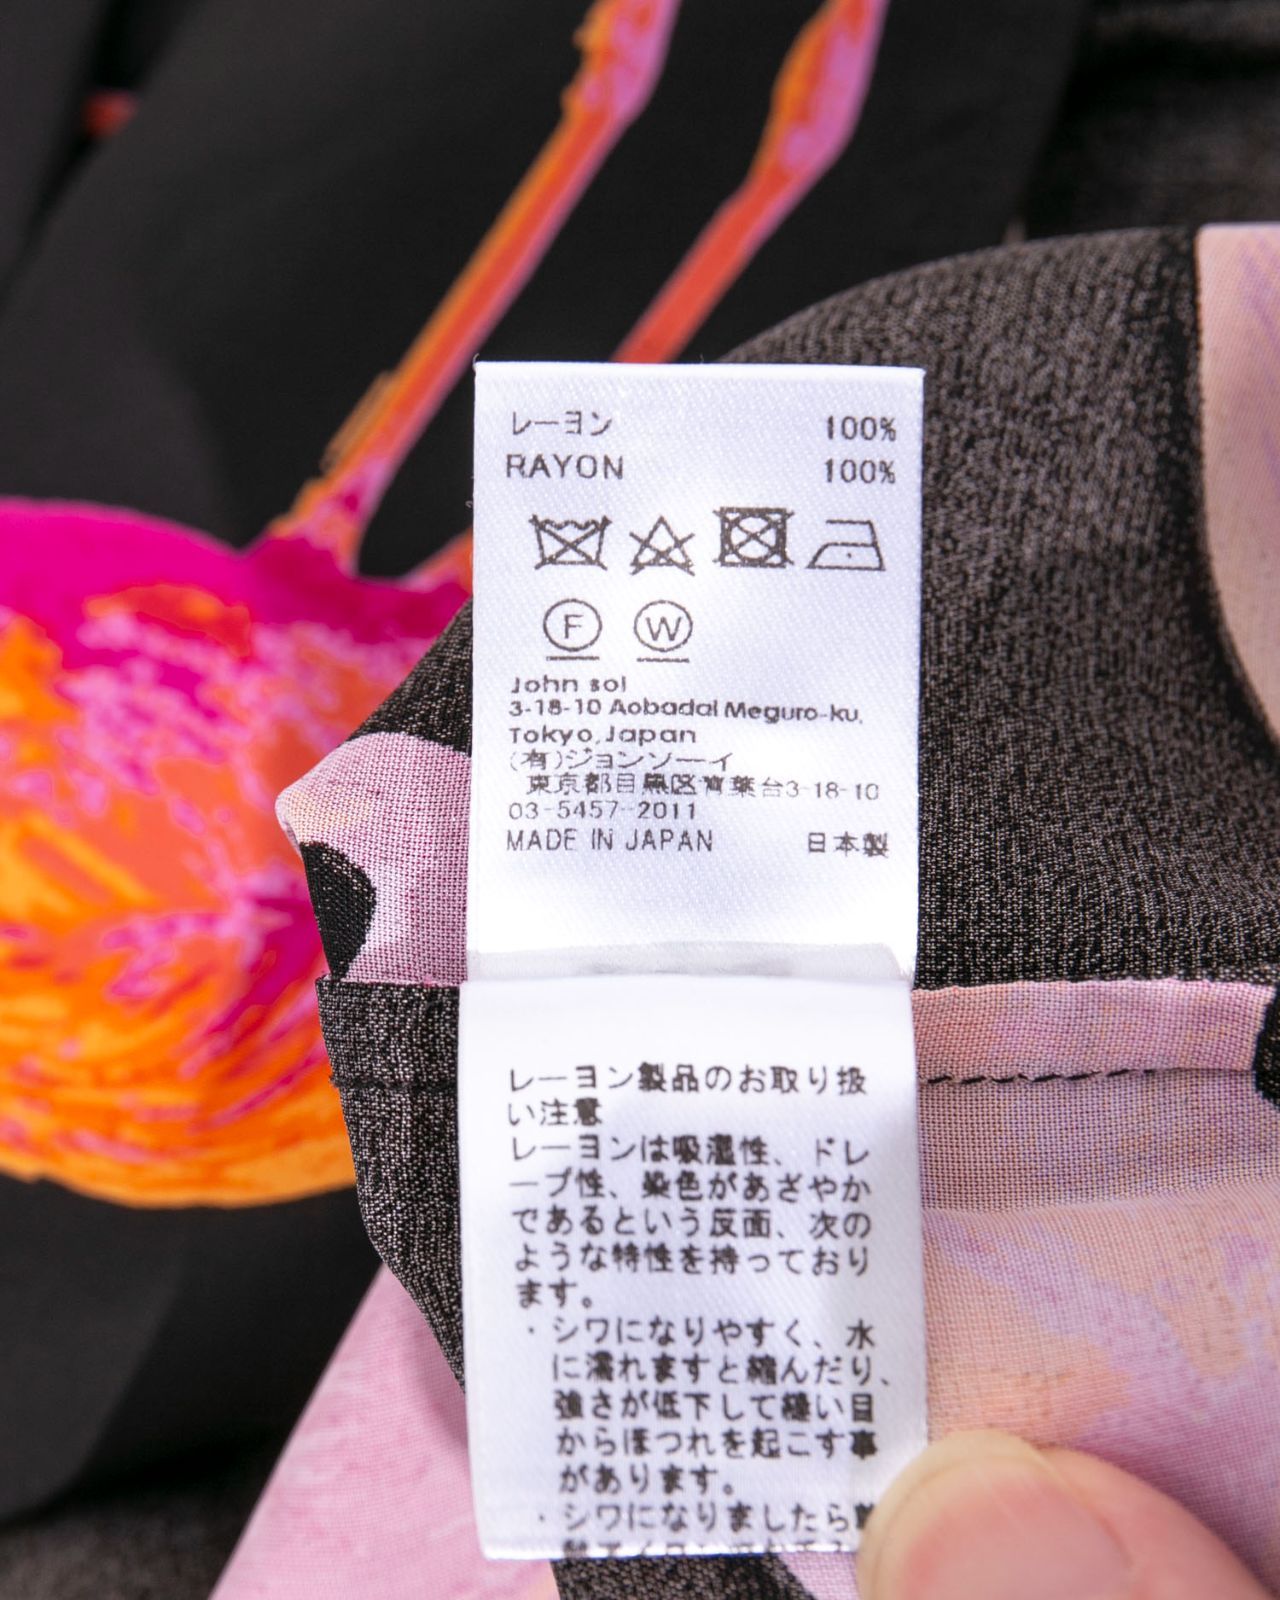 レーヨン 100%
RAYON 100%
F W
John sol
3-18-10 Aobadai Meguro-ku,
Tokyo,Japan
(有)ジョンソーイ
東京都目黒区青葉台3-18-10
03-5457-2011
MADE IN JAPAN 日本製
レーヨン製品のお取り扱
い注意
レーヨンは吸湿性、ドレ
ープ性、染色があざやか
であるという反面、次の
ような特性を持っており
ます。
・シワになりやすく、水
に濡れますと縮んだり、
強さが低下して縫い目
からほつれを起こす事
があります。
・シワになりましたら